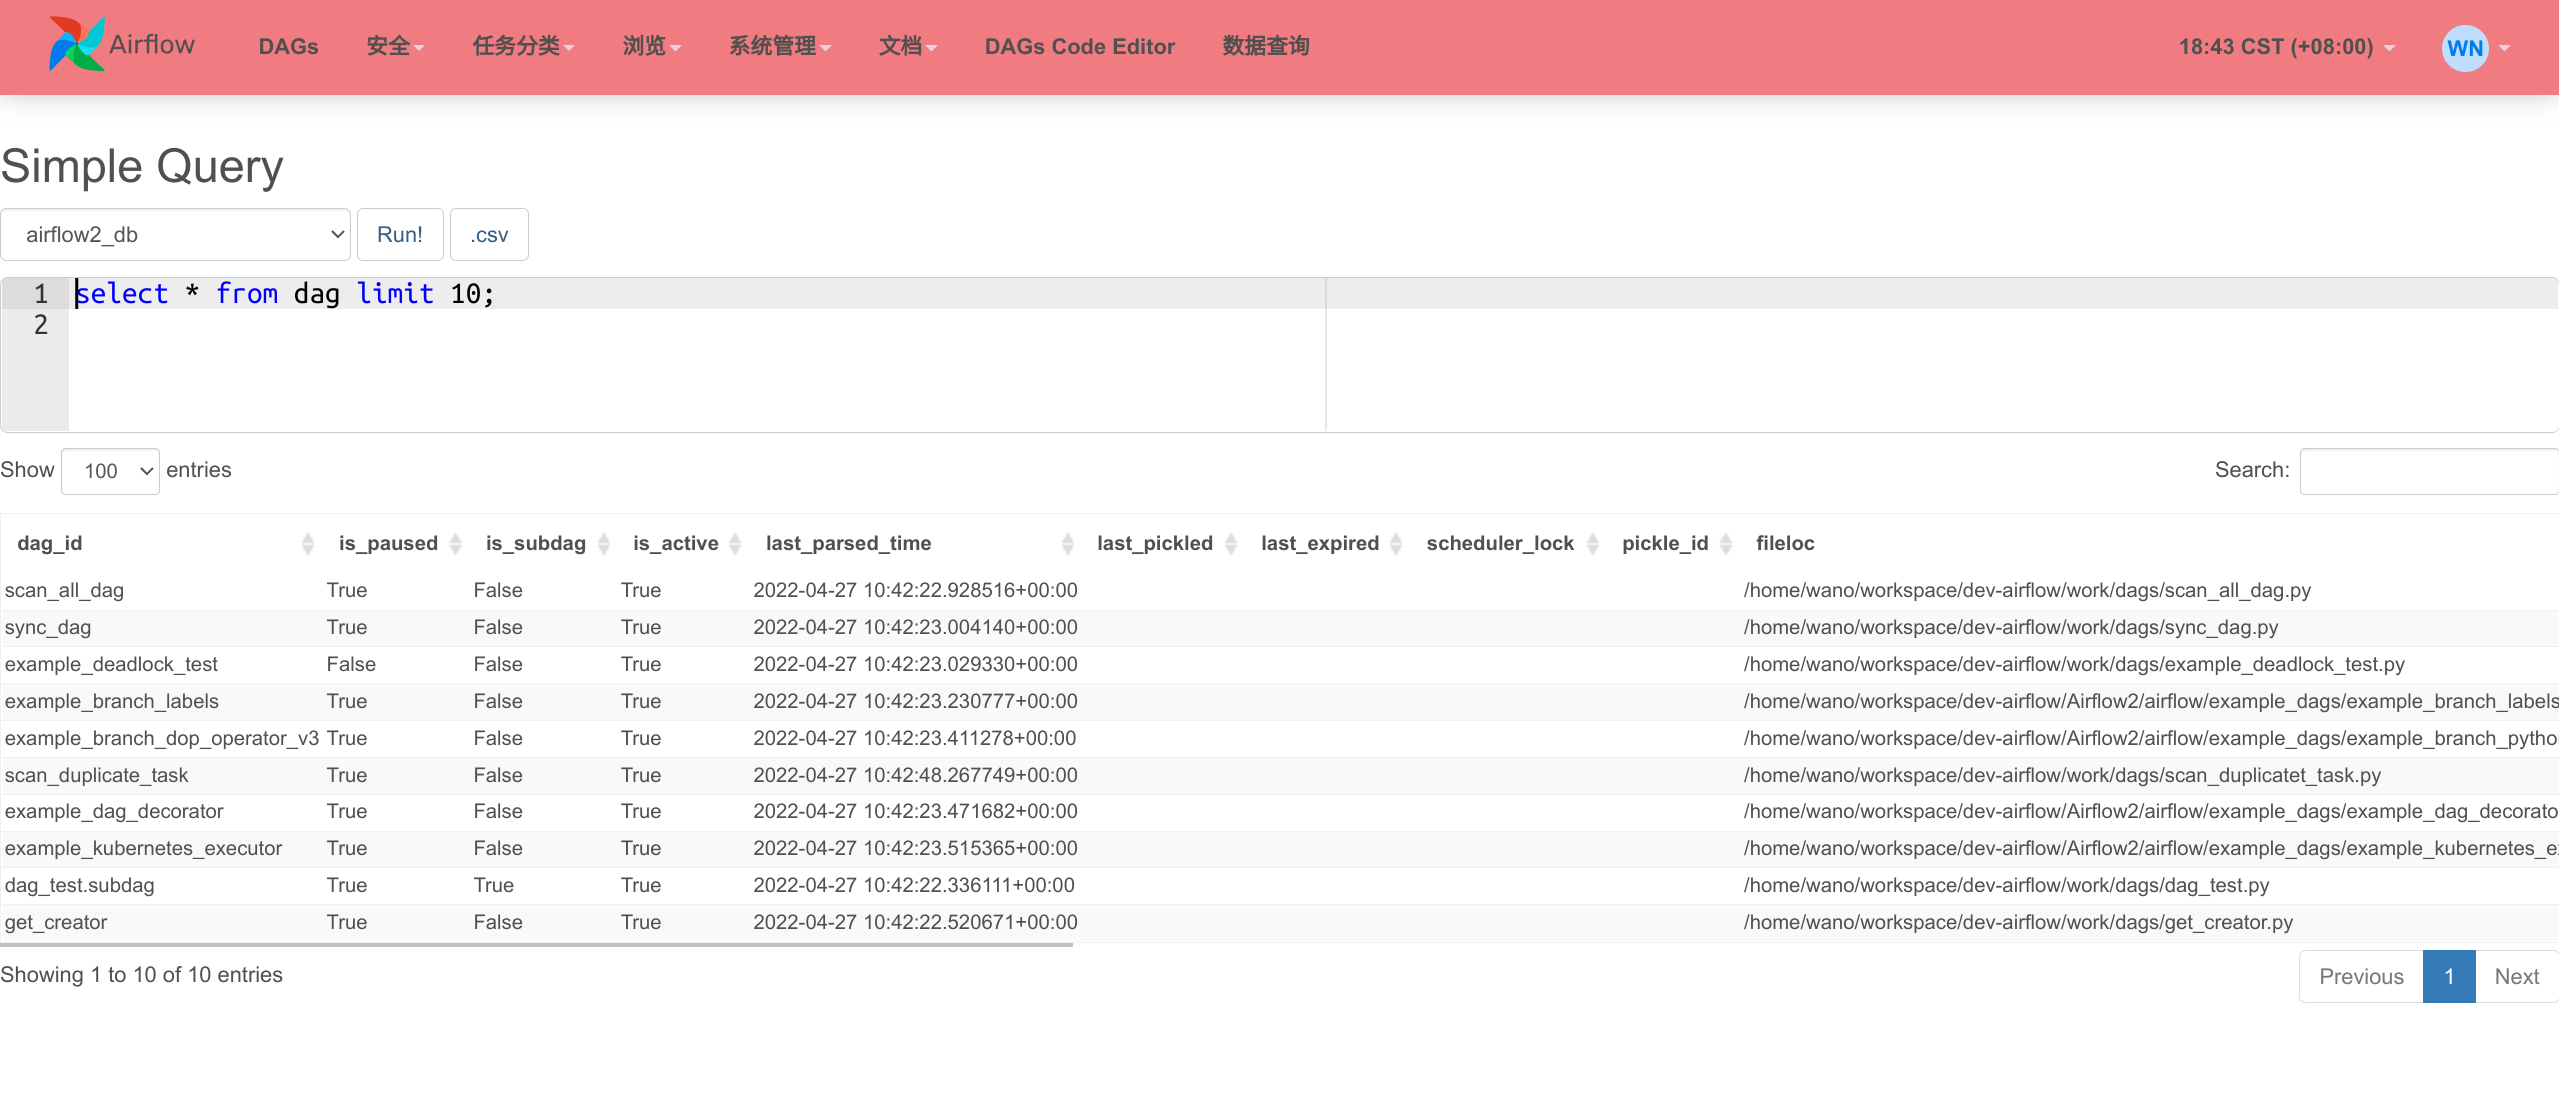 Airflow DAGs 安全 任务分类 浏览 系统管理 文档 DAGs Code Editor 数据查询 18:43 CST (+08:00) WN
Simple Query
airflow2_db Run! .csv
1 select * from dag limit 10;
2
Show 100 entries Search:
dag_id is_paused is_subdag is_active last_parsed_time last_pickled last_expired scheduler_lock pickle_id fileloc
scan_all_dag True False True 2022-04-27 10:42:22.928516+00:00 /home/wano/workspace/dev-airflow/work/dags/scan_all_dag.py
sync_dag True False True 2022-04-27 10:42:23.004140+00:00 /home/wano/workspace/dev-airflow/work/dags/sync_dag.py
example_deadlock_test False False True 2022-04-27 10:42:23.029330+00:00 /home/wano/workspace/dev-airflow/work/dags/example_deadlock_test.py
example_branch_labels True False True 2022-04-27 10:42:23.230777+00:00 /home/wano/workspace/dev-airflow/Airflow2/airflow/example_dags/example_branch_labels
example_branch_dop_operator_v3 True False True 2022-04-27 10:42:23.411278+00:00 /home/wano/workspace/dev-airflow/Airflow2/airflow/example_dags/example_branch_pytho
scan_duplicate_task True False True 2022-04-27 10:42:48.267749+00:00 /home/wano/workspace/dev-airflow/work/dags/scan_duplicatet_task.py
example_dag_decorator True False True 2022-04-27 10:42:23.471682+00:00 /home/wano/workspace/dev-airflow/Airflow2/airflow/example_dags/example_dag_decorato
example_kubernetes_executor True False True 2022-04-27 10:42:23.515365+00:00 /home/wano/workspace/dev-airflow/Airflow2/airflow/example_dags/example_kubernetes_e
dag_test.subdag True True True 2022-04-27 10:42:22.336111+00:00 /home/wano/workspace/dev-airflow/work/dags/dag_test.py
get_creator True False True 2022-04-27 10:42:22.520671+00:00 /home/wano/workspace/dev-airflow/work/dags/get_creator.py
Showing 1 to 10 of 10 entries Previous 1 Next